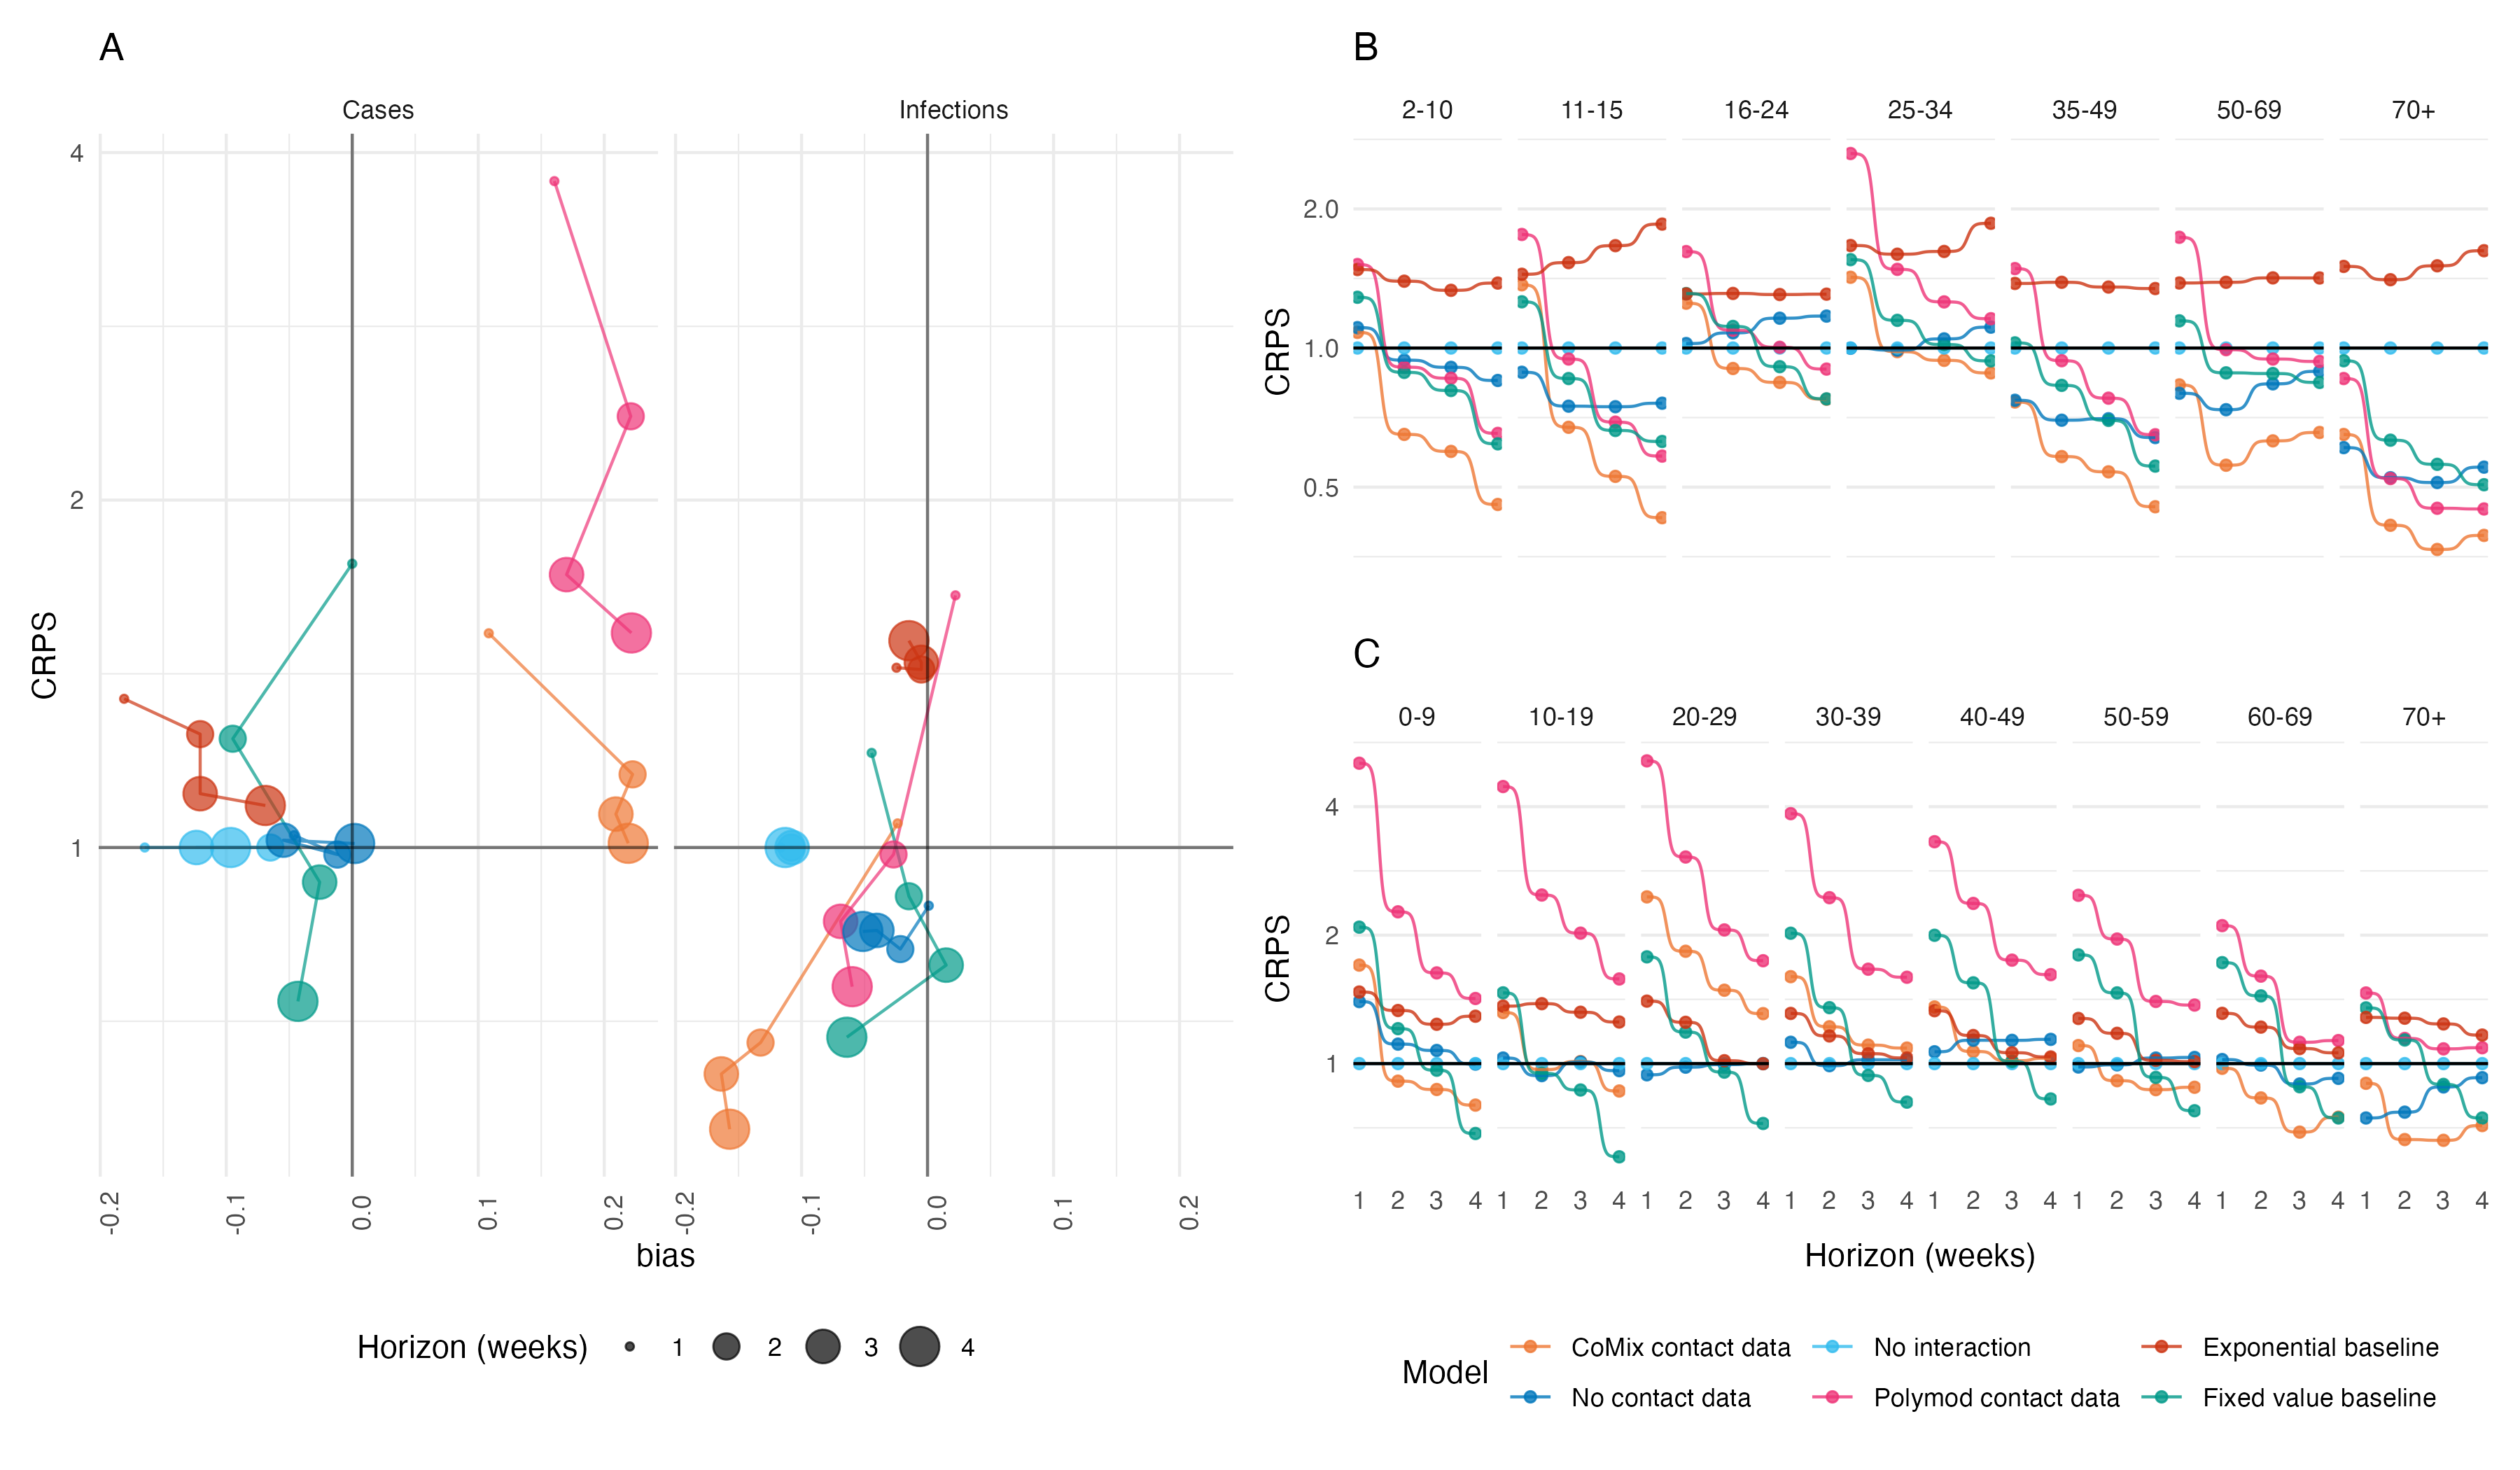 A
Cases
Infections
4
2
1
CRPS
-0.2
-0.1
0.0
0.1
0.2
-0.2
-0.1
0.0
0.1
0.2
bias
Horizon (weeks)
1
2
3
4
B
2-10
11-15
16-24
25-34
35-49
50-69
70+
2.0
1.0
0.5
CRPS
C
0-9
10-19
20-29
30-39
40-49
50-59
60-69
70+
4
2
1
CRPS
1 2 3 4
1 2 3 4
1 2 3 4
1 2 3 4
1 2 3 4
1 2 3 4
1 2 3 4
1 2 3 4
Horizon (weeks)
Model
CoMix contact data
No interaction
Exponential baseline
No contact data
Polymod contact data
Fixed value baseline